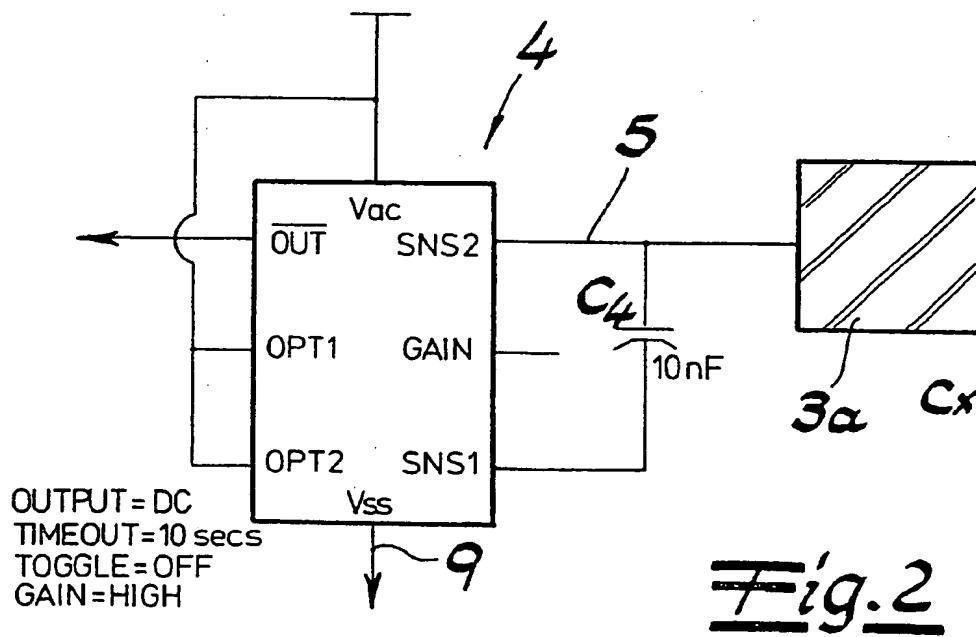 4
5
Vac
OUT
SNS2
OPT1
GAIN
C4
10nF
3a
Cx
OPT2
SNS1
Vss
OUTPUT=DC
TIMEOUT=10 secs
TOGGLE=OFF
GAIN=HIGH
9
Fig.2